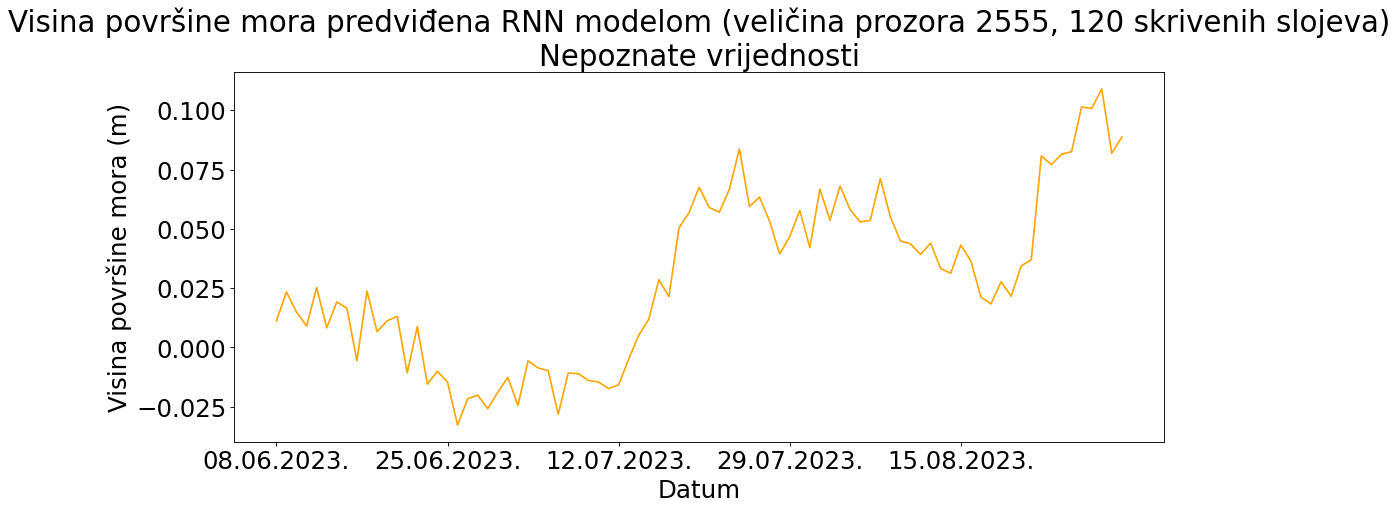 Visina površine mora predviđena RNN modelom (veličina prozora 2555, 120 skrivenih slojeva)
Nepoznate vrijednosti
Visina površine mora (m)
0.100
0.075
0.050
0.025
0.000
−0.025
08.06.2023.
25.06.2023.
12.07.2023.
29.07.2023.
15.08.2023.
Datum